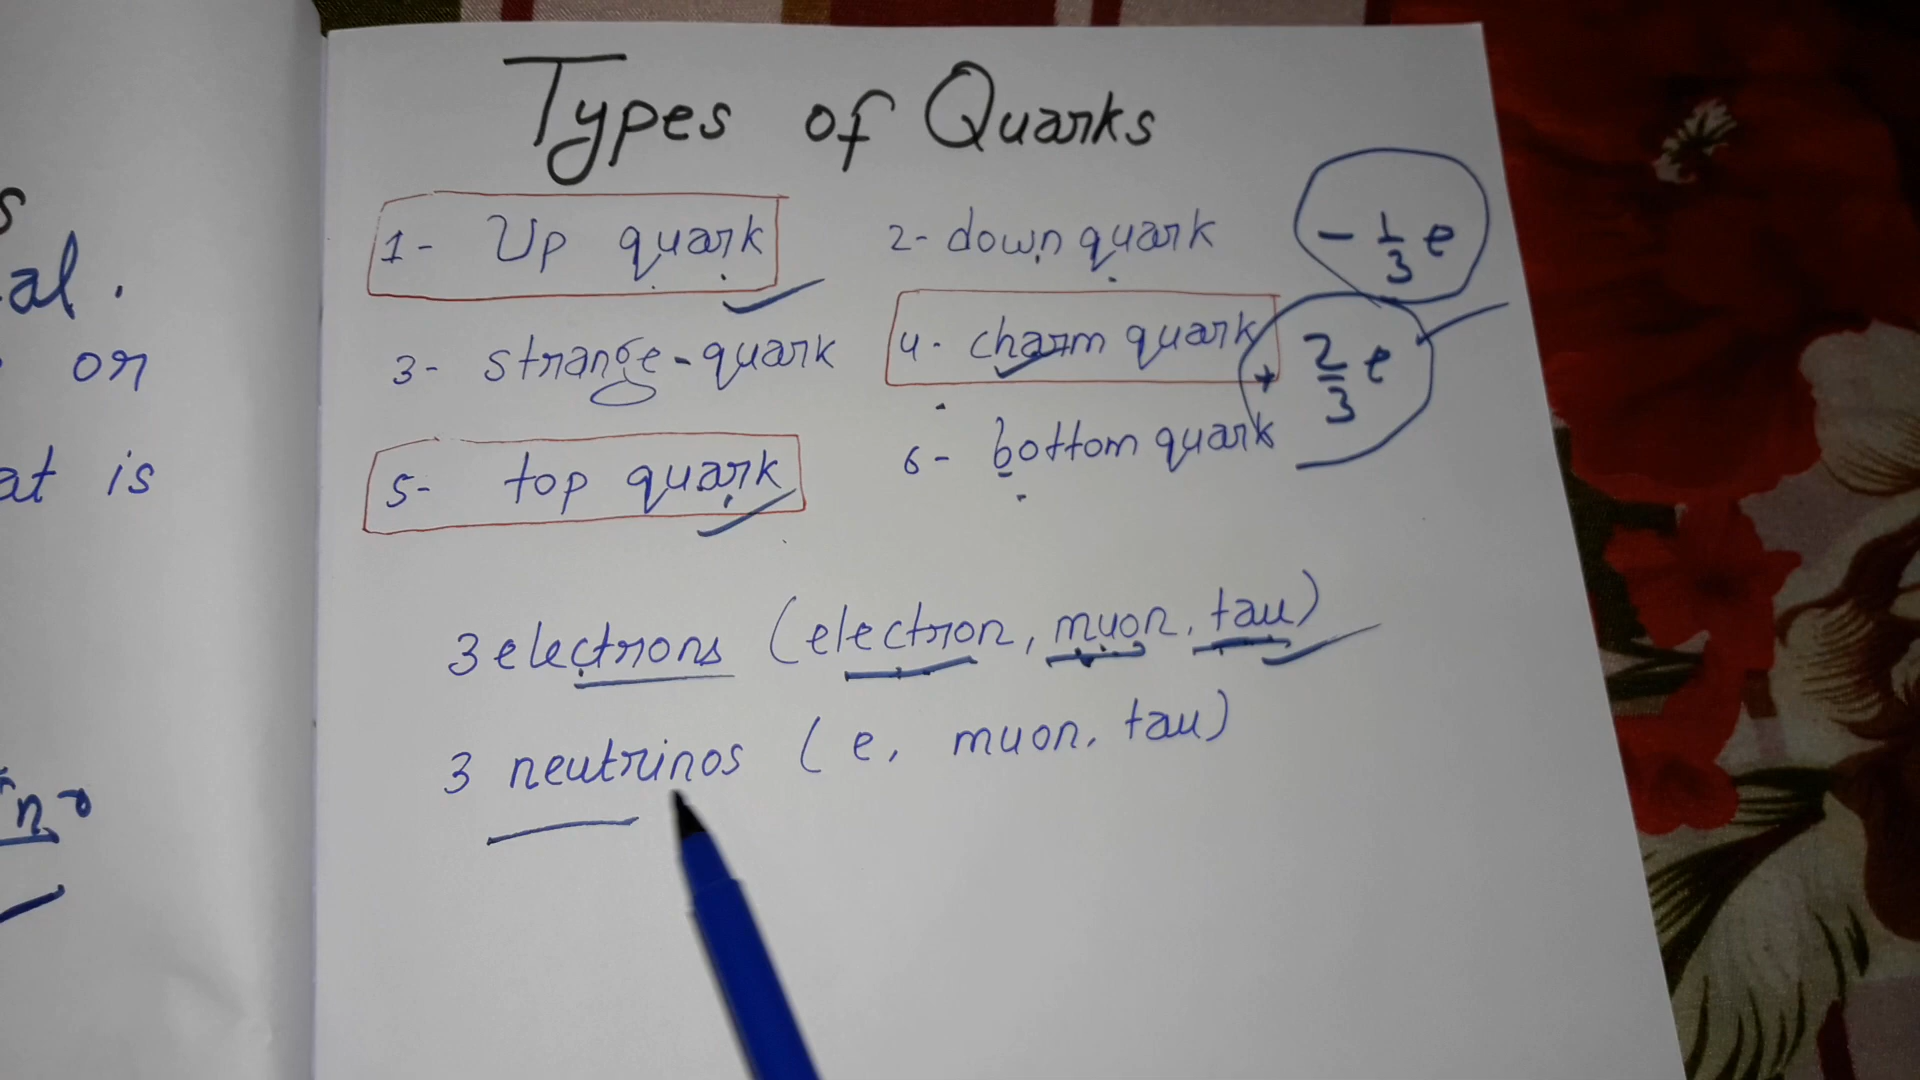 Types of Quarks
1- Up quark
2- down quark
- 1/3 e
3- strange-quark
4- charm quark
+ 2/3 e
5- top quark
6- bottom quark
3 electrons (electron, muon, tau)
3 neutrinos (e, muon, tau)
al.
or
at is